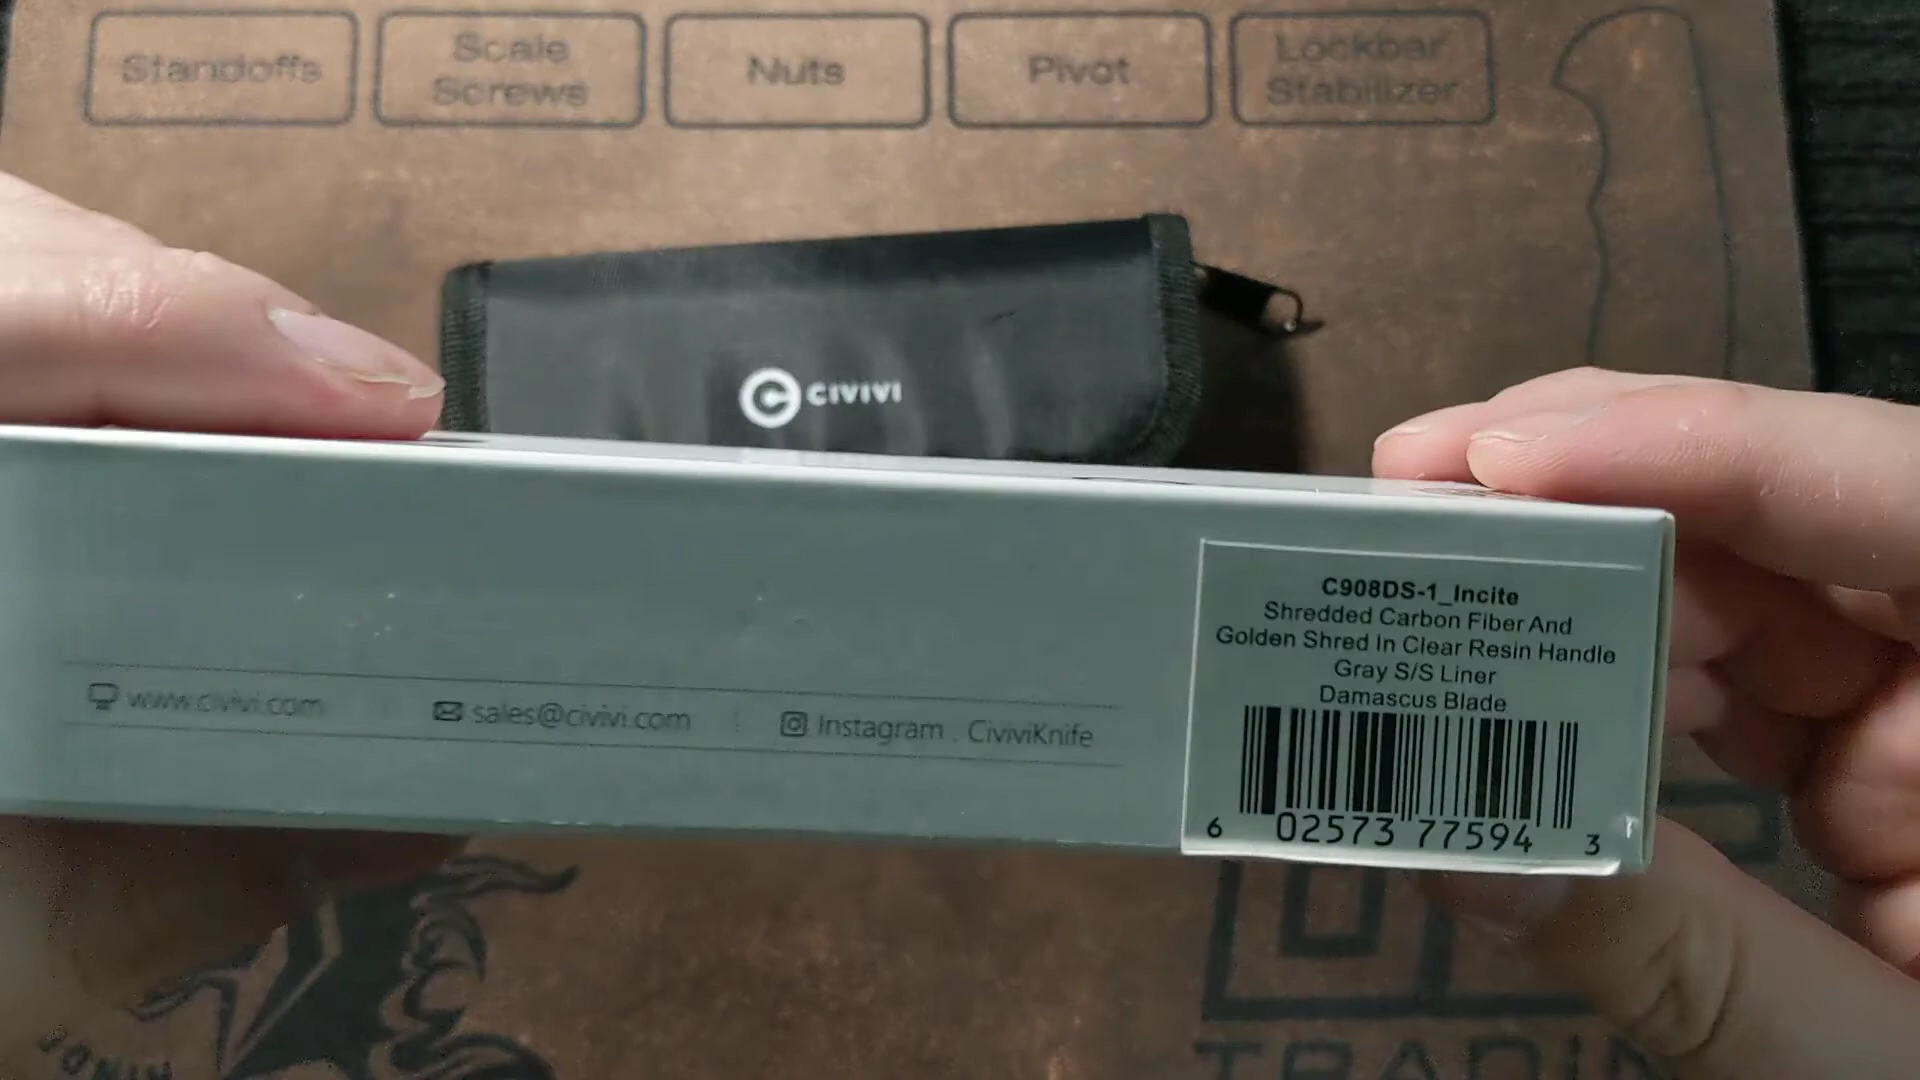 Standoffs
Scale
Screws
Nuts
Pivot
Lockbar
Stabilizer
CIVIVI
www.civivi.com
sales@civivi.com
Instagram . CiviviKnife
C908DS-1_Incite
Shredded Carbon Fiber And
Golden Shred In Clear Resin Handle
Gray S/S Liner
Damascus Blade
6 02573 77594 3